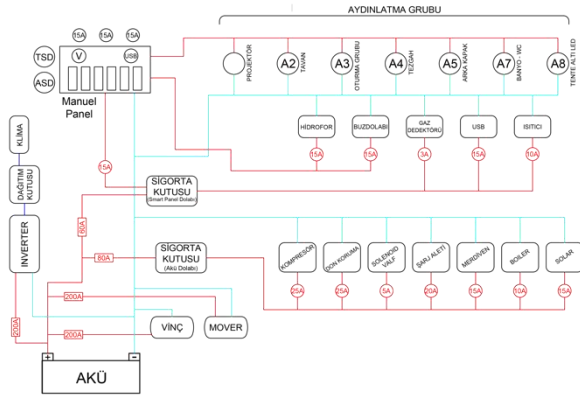 AYDINLATMA GRUBU
15A
15A
15A
TSD
V
USB
ASD
Manuel
Panel
PROJEKTÖR
A2
TAVAN
A3
OTURMA GRUBU
A4
TEZGAH
A5
ARKA KAPAK
A7
BANYO - WC
A8
TENTE ALTI LED
HİDROFOR
BUZDOLABI
GAZ
DEDEKTÖRÜ
USB
ISITICI
15A
15A
3A
15A
10A
KLİMA
15A
DAĞITIM
KUTUSU
SİGORTA
KUTUSU
(Smart Panel Dolabı)
INVERTER
60A
80A
SİGORTA
KUTUSU
(Akü Dolabı)
KOMPRESÖR
DON KORUMA
SOLENOID
VALF
ŞARJ ALETİ
MERDİVEN
BOILER
SOLAR
25A
25A
5A
20A
15A
10A
15A
200A
200A
200A
VİNÇ
MOVER
+
-
AKÜ